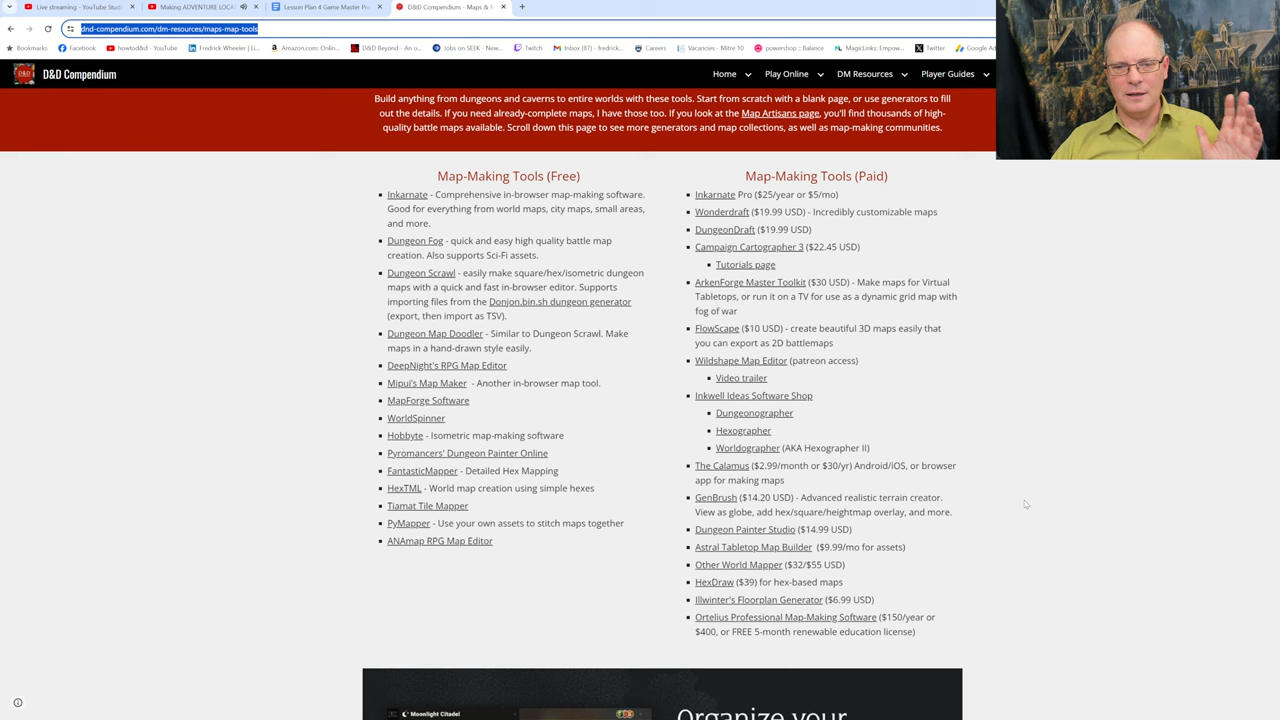 Live streaming - YouTube Stud
Making ADVENTURE LOCA
Lesson Plan 4 Game Master Pr
D&D Compendium - Maps & M
dnd-compendium.com/dm-resources/maps-map-tools
Bookmarks
Facebook
howtod8d - YouTube
Fredrick Wheeler | Li...
Amazon.com: Onlin...
D&D Beyond - An o...
Jobs on SEEK - New...
Twitch
Inbox (87) - fredrick...
Careers
Vacancies - Mitre 10
powershop :: Balance
MagicLinks: Empow...
Twitter
Google Ad
D&D Compendium
Home
Play Online
DM Resources
Player Guides
Build anything from dungeons and caverns to entire worlds with these tools. Start from scratch with a blank page, or use generators to fill
out the details. If you need already-complete maps, I have those too. If you look at the Map Artisans page, you'll find thousands of high-
quality battle maps available. Scroll down this page to see more generators and map collections, as well as map-making communities.
Map-Making Tools (Free)
Inkarnate - Comprehensive in-browser map-making software.
Good for everything from world maps, city maps, small areas,
and more.
Dungeon Fog - quick and easy high quality battle map
creation. Also supports Sci-Fi assets.
Dungeon Scrawl - easily make square/hex/isometric dungeon
maps with a quick and fast in-browser editor. Supports
importing files from the Donjon.bin.sh dungeon generator
(export, then import as TSV).
Dungeon Map Doodler - Similar to Dungeon Scrawl. Make
maps in a hand-drawn style easily.
DeepNight's RPG Map Editor
Mipui's Map Maker - Another in-browser map tool.
MapForge Software
WorldSpinner
Hobbyte - Isometric map-making software
Pyromancers' Dungeon Painter Online
FantasticMapper - Detailed Hex Mapping
HexTML - World map creation using simple hexes
Tiamat Tile Mapper
PyMapper - Use your own assets to stitch maps together
ANAmap RPG Map Editor
Map-Making Tools (Paid)
Inkarnate Pro ($25/year or $5/mo)
Wonderdraft ($19.99 USD) - Incredibly customizable maps
DungeonDraft ($19.99 USD)
Campaign Cartographer 3 ($22.45 USD)
Tutorials page
ArkenForge Master Toolkit ($30 USD) - Make maps for Virtual
Tabletops, or run it on a TV for use as a dynamic grid map with
fog of war
FlowScape ($10 USD) - create beautiful 3D maps easily that
you can export as 2D battlemaps
Wildshape Map Editor (patreon access)
Video trailer
Inkwell Ideas Software Shop
Dungeonographer
Hexographer
Worldographer (AKA Hexographer II)
The Calamus ($2.99/month or $30/yr) Android/iOS, or browser
app for making maps
GenBrush ($14.20 USD) - Advanced realistic terrain creator.
View as globe, add hex/square/heightmap overlay, and more.
Dungeon Painter Studio ($14.99 USD)
Astral Tabletop Map Builder ($9.99/mo for assets)
Other World Mapper ($32/$55 USD)
HexDraw ($39) for hex-based maps
Illwinter's Floorplan Generator ($6.99 USD)
Ortelius Professional Map-Making Software ($150/year or
$400, or FREE 5-month renewable education license)
Moonlight Citadel
Organize your